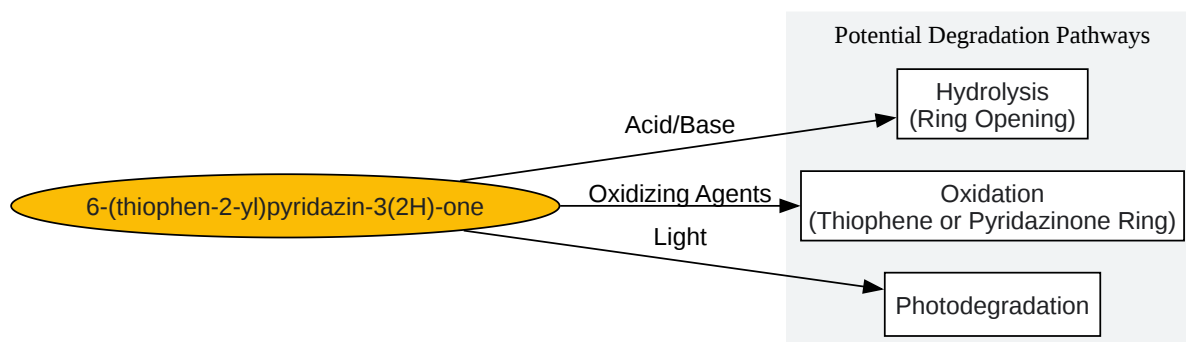 Potential Degradation Pathways
Hydrolysis
(Ring Opening)
Acid/Base
6-(thiophen-2-yl)pyridazin-3(2H)-one
Oxidizing Agents
Oxidation
(Thiophene or Pyridazinone Ring)
Light
Photodegradation